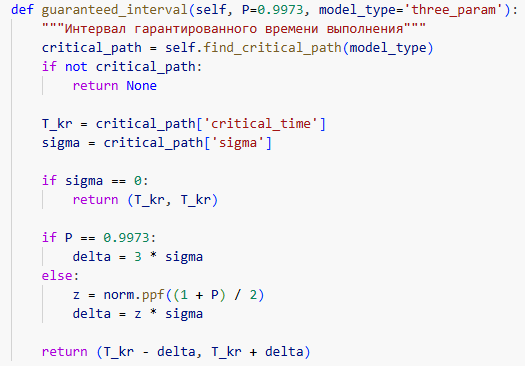 def guaranteed_interval(self, P=0.9973, model_type='three_param'):
    """Интервал гарантированного времени выполнения"""
    critical_path = self.find_critical_path(model_type)
    if not critical_path:
        return None

    T_kr = critical_path['critical_time']
    sigma = critical_path['sigma']

    if sigma == 0:
        return (T_kr, T_kr)

    if P == 0.9973:
        delta = 3 * sigma
    else:
        z = norm.ppf((1 + P) / 2)
        delta = z * sigma

    return (T_kr - delta, T_kr + delta)